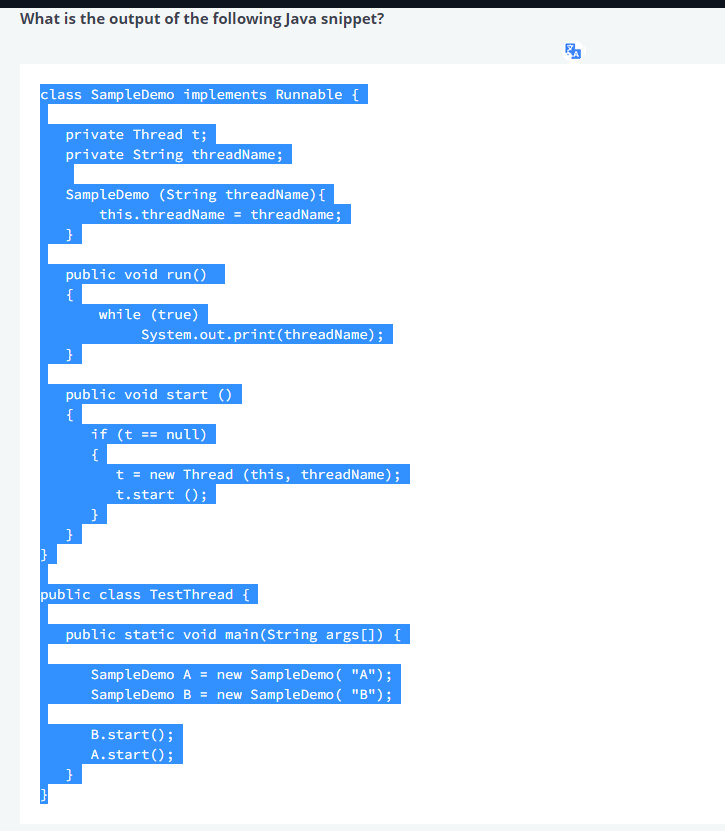 What is the output of the following Java snippet?
class SampleDemo implements Runnable {
private Thread t;
private String threadName;
SampleDemo (String threadName){
this.threadName = threadName;
}
public void run()
{
while (true)
System.out.print(threadName);
}
public void start ()
{
if (t == null)
{
t = new Thread (this, threadName);
t.start ();
}
}
}
public class TestThread {
public static void main(String args[]) {
SampleDemo A = new SampleDemo( "A");
SampleDemo B = new SampleDemo( "B");
B.start();
A.start();
}
}